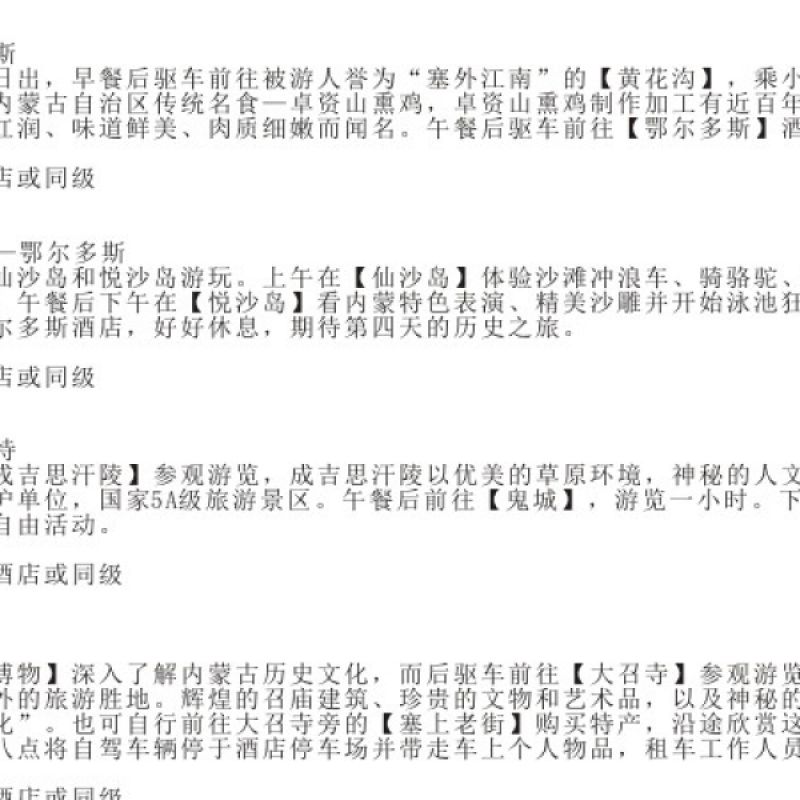 斯
日出，早餐后驱车前往被游人誉为“塞外江南”的【黄花沟】，乘小
内蒙古自治区传统名食—卓资山熏鸡，卓资山熏鸡制作加工有近百年
红润、味道鲜美、肉质细嫩而闻名。午餐后驱车前往【鄂尔多斯】酒
店或同级
—鄂尔多斯
仙沙岛和悦沙岛游玩。上午在【仙沙岛】体验沙滩冲浪车、骑骆驼、
午餐后下午在【悦沙岛】看内蒙特色表演、精美沙雕并开始泳池狂
尔多斯酒店，好好休息，期待第四天的历史之旅。
店或同级
特
成吉思汗陵】参观游览，成吉思汗陵以优美的草原环境，神秘的人文
护单位，国家5A级旅游景区。午餐后前往【鬼城】，游览一小时。下
自由活动。
酒店或同级
博物】深入了解内蒙古历史文化，而后驱车前往【大召寺】参观游览
外的旅游胜地。辉煌的召庙建筑、珍贵的文物和艺术品，以及神秘的
化”。也可自行前往大召寺旁的【塞上老街】购买特产，沿途欣赏这
八点将自驾车辆停于酒店停车场并带走车上个人物品，租车工作人员
酒店或同级